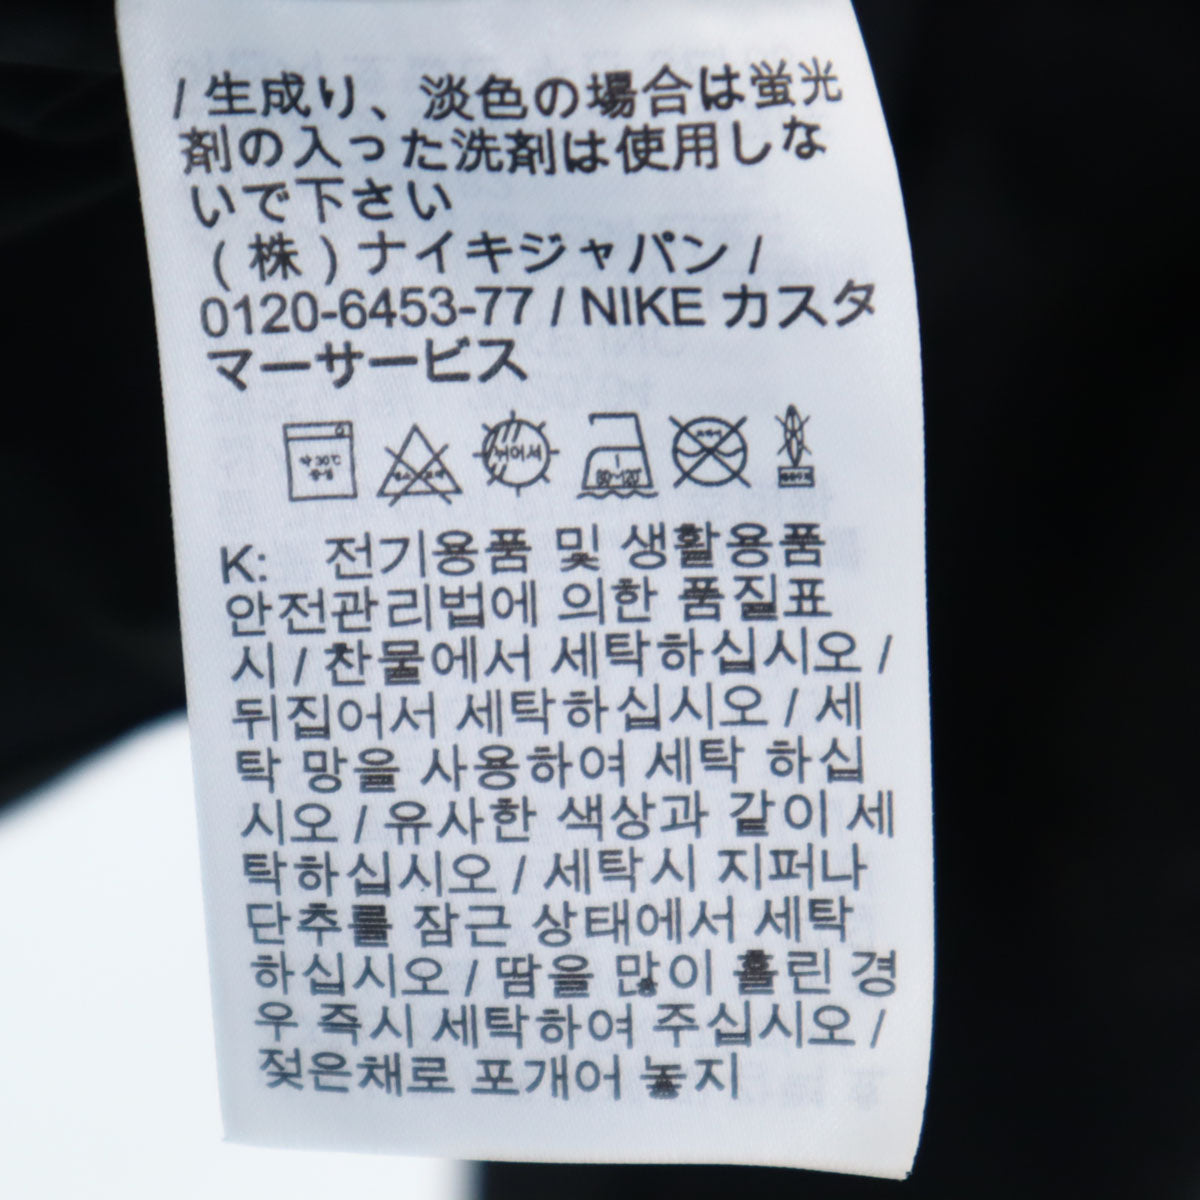 / 生成り、淡色の場合は蛍光
剤の入った洗剤は使用しな
いで下さい
( 株 ) ナイキジャパン /
0120-6453-77 / NIKE カスタ
マーサービス
뉘어서
80~120
K: 전기용품 및 생활용품
안전관리법에 의한 품질표
시 / 찬물에서 세탁하십시오 /
뒤집어서 세탁하십시오 / 세
탁 망을 사용하여 세탁 하십
시오 / 유사한 색상과 같이 세
탁하십시오 / 세탁시 지퍼나
단추를 잠근 상태에서 세탁
하십시오 / 땀을 많이 흘린 경
우 즉시 세탁하여 주십시오 /
젖은채로 포개어 놓지